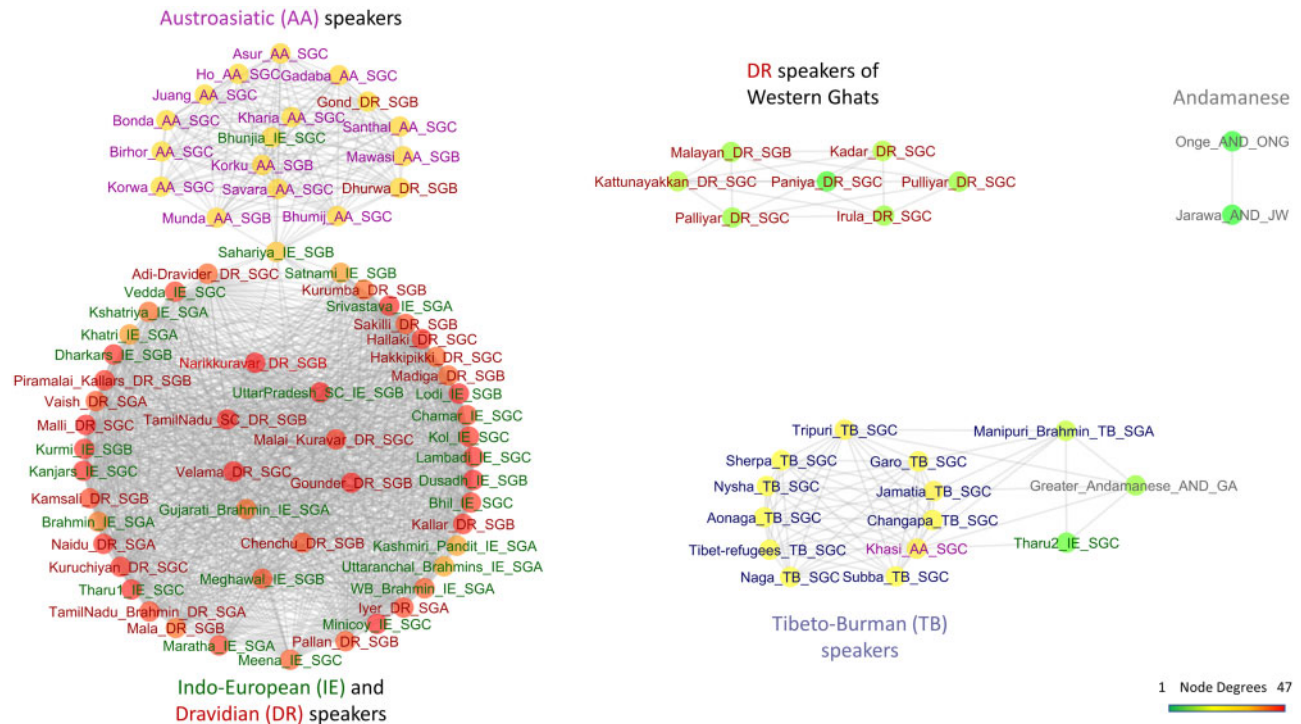 Austroasiatic (AA) speakers
Asur_AA_SGC
Ho_AA_SGC
Gadaba_AA_SGC
Juang_AA_SGC
Gond_DR_SGB
Bonda_AA_SGC
Kharia_AA_SGC
Santhal_AA_SGC
Bhunjia_IE_SGC
Birhor_AA_SGC
Mawasi_AA_SGB
Korku_AA_SGB
Korwa_AA_SGC
Savara_AA_SGC
Dhurwa_DR_SGB
Munda_AA_SGB
Bhumij_AA_SGC
Sahariya_IE_SGB
Adi-Dravider_DR_SGC
Satnami_IE_SGB
Vedda_IE_SGC
Kurumba_DR_SGB
Kshatriya_IE_SGA
Srivastava_IE_SGA
Khatri_IE_SGA
Sakilli_DR_SGB
Hallaki_DR_SGC
Dharkars_IE_SGB
Narikkuravar_DR_SGB
Hakkipikki_DR_SGC
Piramalai_Kallars_DR_SGB
Madiga_DR_SGB
UttarPradesh_SC_IE_SGB
Lodi_IE_SGB
Vaish_DR_SGA
Chamar_IE_SGC
Malli_DR_SGC
TamilNadu_SC_DR_SGB
Kol_IE_SGC
Malai_Kuravar_DR_SGC
Kurmi_IE_SGB
Lambadi_IE_SGC
Kanjars_IE_SGC
Velama_DR_SGC
Dusadh_IE_SGB
Gounder_DR_SGB
Kamsali_DR_SGB
Bhil_IE_SGC
Gujarati_Brahmin_IE_SGA
Brahmin_IE_SGA
Kallar_DR_SGB
Naidu_DR_SGA
Chenchu_DR_SGB
Kashmiri_Pandit_IE_SGA
Kuruchiyan_DR_SGC
Uttaranchal_Brahmins_IE_SGA
Meghawal_IE_SGB
Tharu1_IE_SGC
WB_Brahmin_IE_SGA
TamilNadu_Brahmin_DR_SGA
Iyer_DR_SGA
Mala_DR_SGB
Minicoy_IE_SGC
Maratha_IE_SGA
Pallan_DR_SGB
Meena_IE_SGC
Indo-European (IE) and
Dravidian (DR) speakers
DR speakers of
Western Ghats
Malayan_DR_SGB
Kadar_DR_SGC
Kattunayakkan_DR_SGC
Paniya_DR_SGC
Pulliyar_DR_SGC
Palliyar_DR_SGC
Irula_DR_SGC
Andamanese
Onge_AND_ONG
Jarawa_AND_JW
Tripuri_TB_SGC
Manipuri_Brahmin_TB_SGA
Sherpa_TB_SGC
Garo_TB_SGC
Nysha_TB_SGC
Jamatia_TB_SGC
Greater_Andamanese_AND_GA
Aonaga_TB_SGC
Changapa_TB_SGC
Tibet-refugees_TB_SGC
Khasi_AA_SGC
Tharu2_IE_SGC
Naga_TB_SGC
Subba_TB_SGC
Tibeto-Burman (TB)
speakers
1 Node Degrees 47